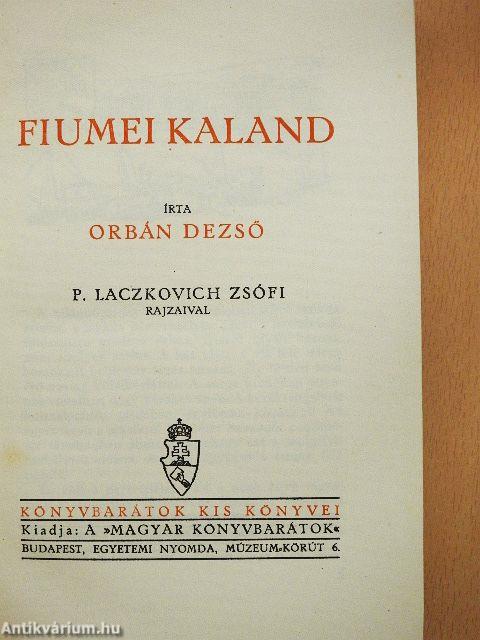 FIUMEI KALAND
ÍRTA
ORBÁN DEZSŐ
P. LACZKOVICH ZSÓFI
RAJZAIVAL
KÖNYVBARÁTOK KIS KÖNYVEI
Kiadja: A »MAGYAR KÖNYVBARÁTOK«
BUDAPEST, EGYETEMI NYOMDA, MÚZEUM-KÖRÚT 6.
Antikvárium.hu